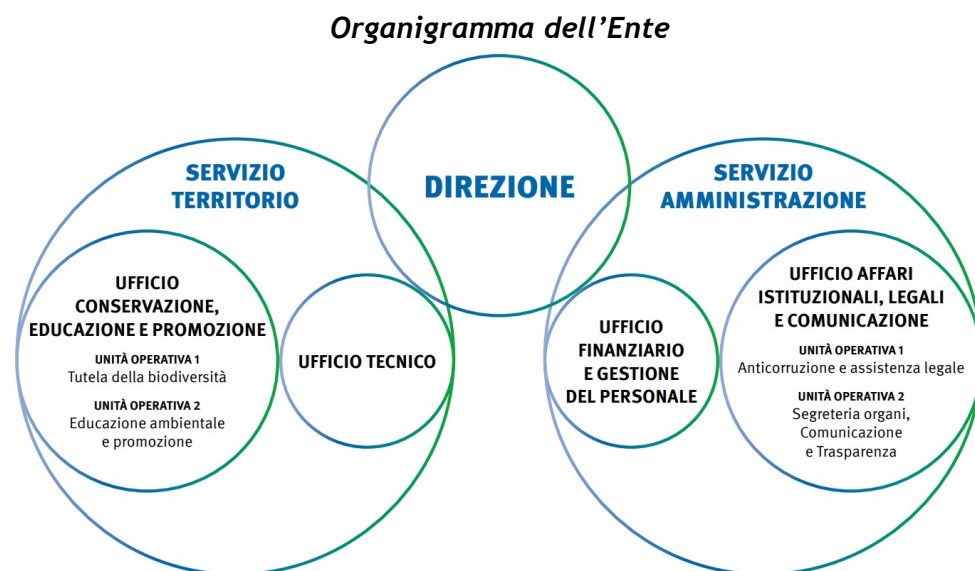 Organigramma dell'Ente
SERVIZIO
TERRITORIO
DIREZIONE
SERVIZIO
AMMINISTRAZIONE
UFFICIO
CONSERVAZIONE,
EDUCAZIONE E PROMOZIONE
UNITÀ OPERATIVA 1
Tutela della biodiversità
UNITÀ OPERATIVA 2
Educazione ambientale
e promozione
UFFICIO TECNICO
UFFICIO
FINANZIARIO
E GESTIONE
DEL PERSONALE
UFFICIO AFFARI
ISTITUZIONALI, LEGALI
E COMUNICAZIONE
UNITÀ OPERATIVA 1
Anticorruzione e assistenza legale
UNITÀ OPERATIVA 2
Segreteria organi,
Comunicazione
e Trasparenza